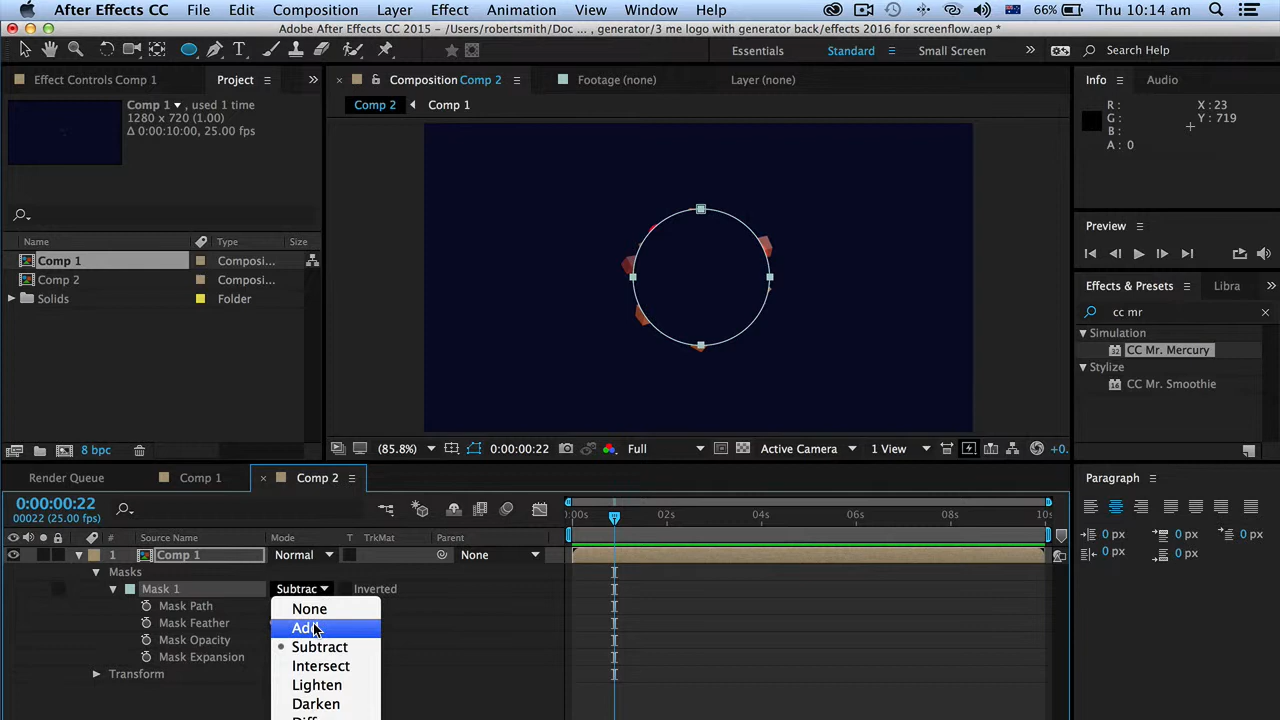 After Effects CC File Edit Composition Layer Effect Animation View Window Help 66% Thu 10:14 am
Adobe After Effects CC 2015 - /Users/robertsmith/Doc ... , generator/3 me logo with generator back/effects 2016 for screenflow.aep *
T Essentials Standard Small Screen » Search Help
Effect Controls Comp 1 Project »
× Composition Comp 2 Footage (none) Layer (none)
Info Audio
Comp 1 , used 1 time
1280 x 720 (1.00)
Δ 0:00:10:00, 25.00 fps
Comp 2 Comp 1
R : X : 23
G : Y : 719
B :
A : 0
Name Type Size
Comp 1 Composi...
Comp 2 Composi...
Solids Folder
Preview
Effects & Presets Libra
cc mr ×
Simulation
32 CC Mr. Mercury
Stylize
16 CC Mr. Smoothie
8 bpc
(85.8%) 0:00:00:22 Full Active Camera 1 View +0.
Render Queue Comp 1 × Comp 2
Paragraph
0:00:00:22
00022 (25.00 fps)
:00s 02s 04s 06s 08s 10s
# Source Name Mode T TrkMat Parent
1 Comp 1 Normal None
Masks
Mask 1 Subtrac Inverted
Mask Path
Mask Feather
Mask Opacity
Mask Expansion
Transform
None
Add
Subtract
Intersect
Lighten
Darken
0 px 0 px 0 px
0 px 0 px